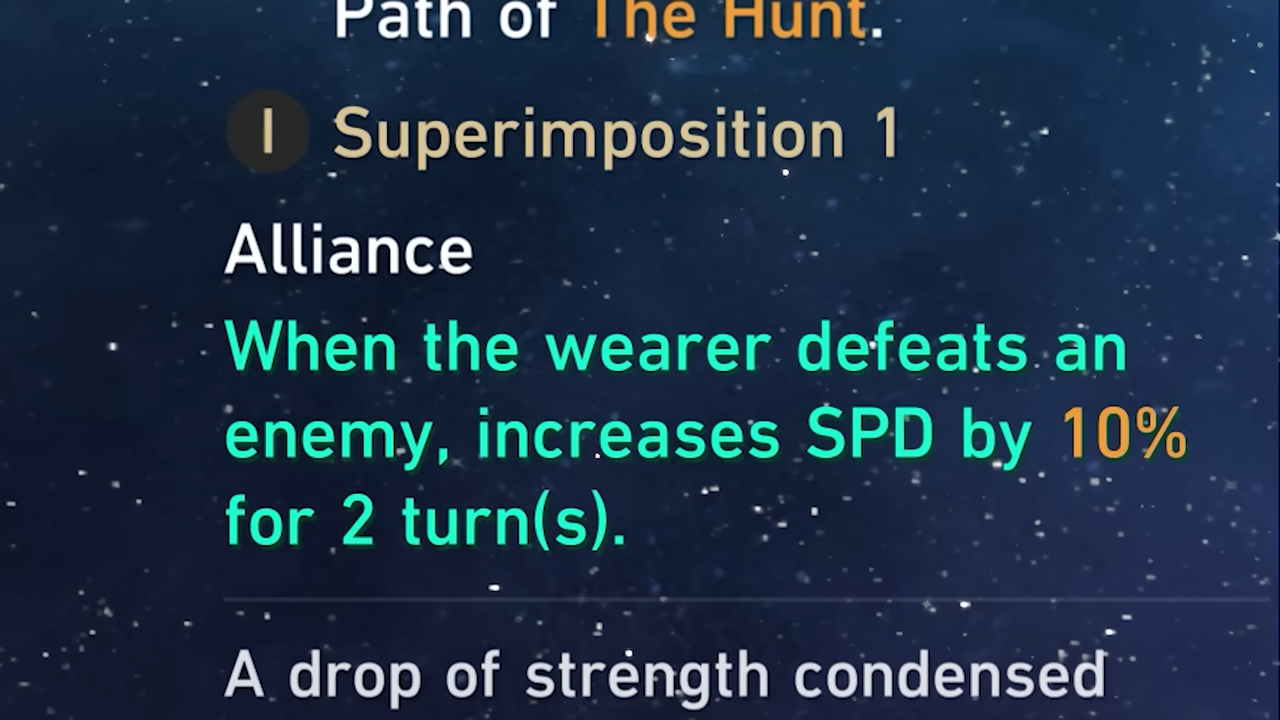 Path of The Hunt.
I Superimposition 1
Alliance
When the wearer defeats an
enemy, increases SPD by 10%
for 2 turn(s).
A drop of strength condensed